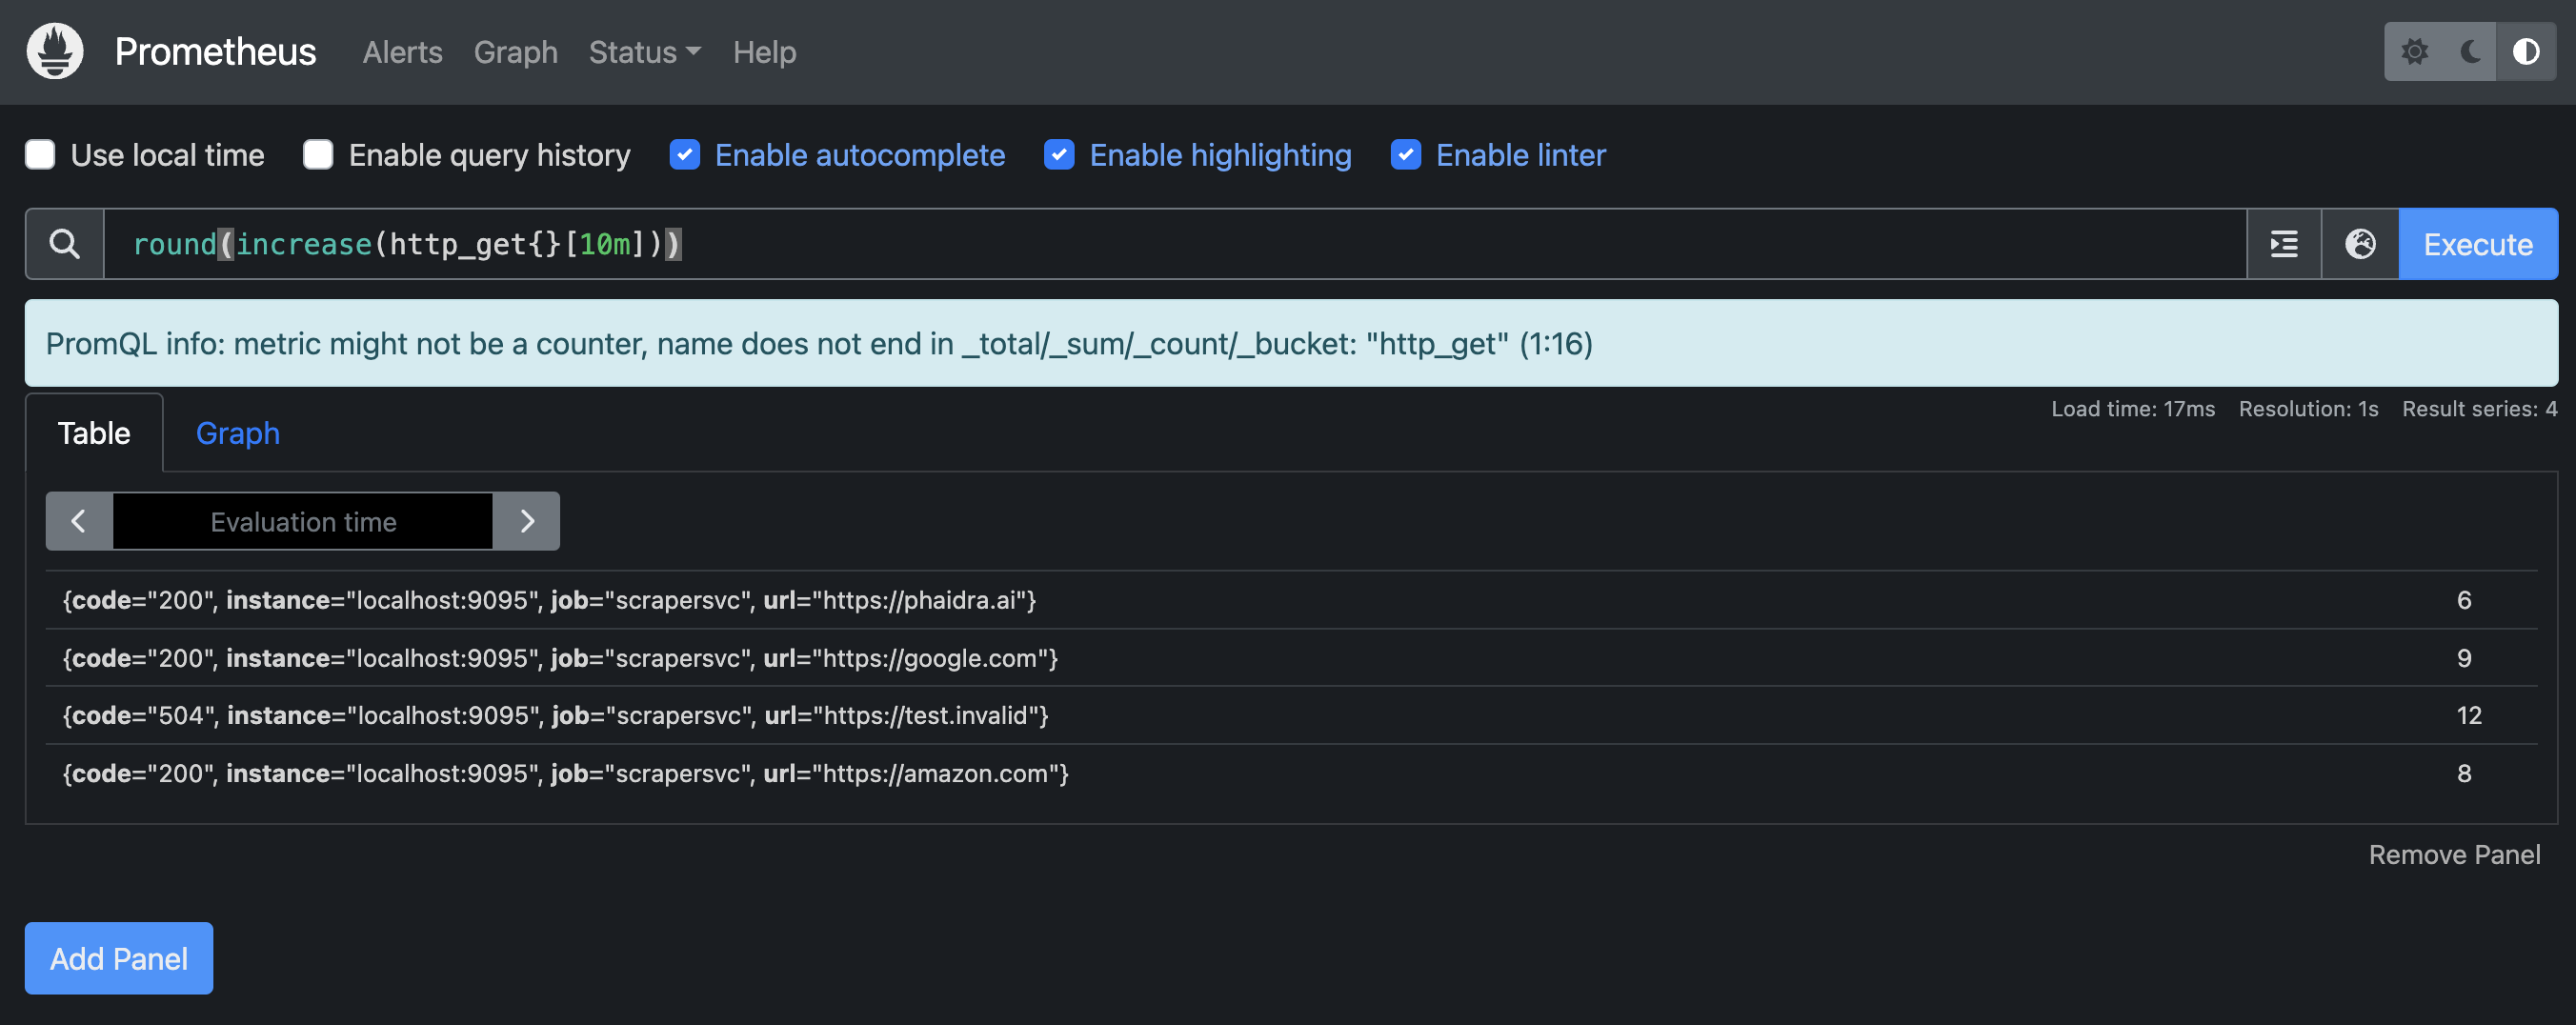 Prometheus Alerts Graph Status Help
Use local time Enable query history Enable autocomplete Enable highlighting Enable linter
round(increase(http_get{}[10m])) Execute
PromQL info: metric might not be a counter, name does not end in _total/_sum/_count/_bucket: "http_get" (1:16)
Load time: 17ms Resolution: 1s Result series: 4
Table Graph
Evaluation time
{code="200", instance="localhost:9095", job="scrapersvc", url="https://phaidra.ai"} 6
{code="200", instance="localhost:9095", job="scrapersvc", url="https://google.com"} 9
{code="504", instance="localhost:9095", job="scrapersvc", url="https://test.invalid"} 12
{code="200", instance="localhost:9095", job="scrapersvc", url="https://amazon.com"} 8
Remove Panel
Add Panel